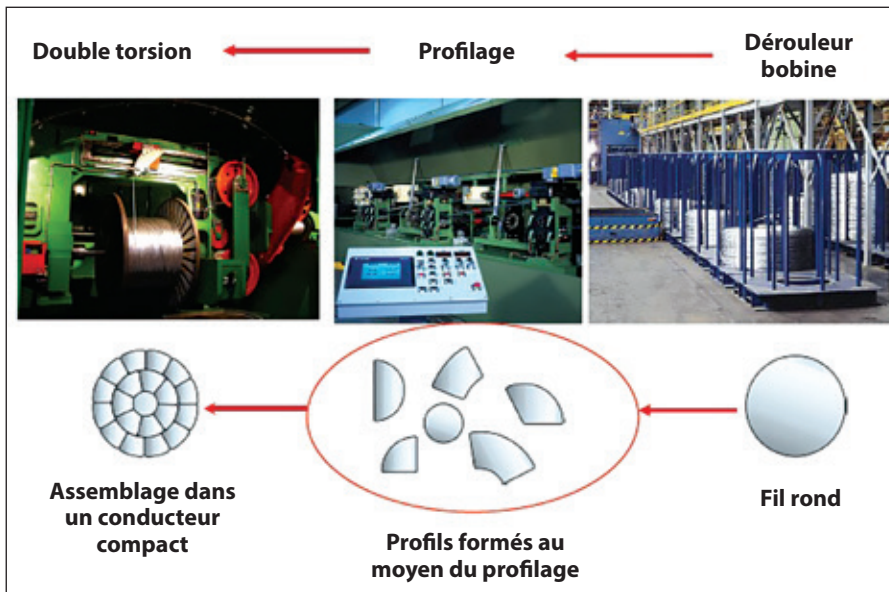 Double torsion
Profilage
Dérouleur
bobine
Assemblage dans
un conducteur
compact
Profils formés au
moyen du profilage
Fil rond